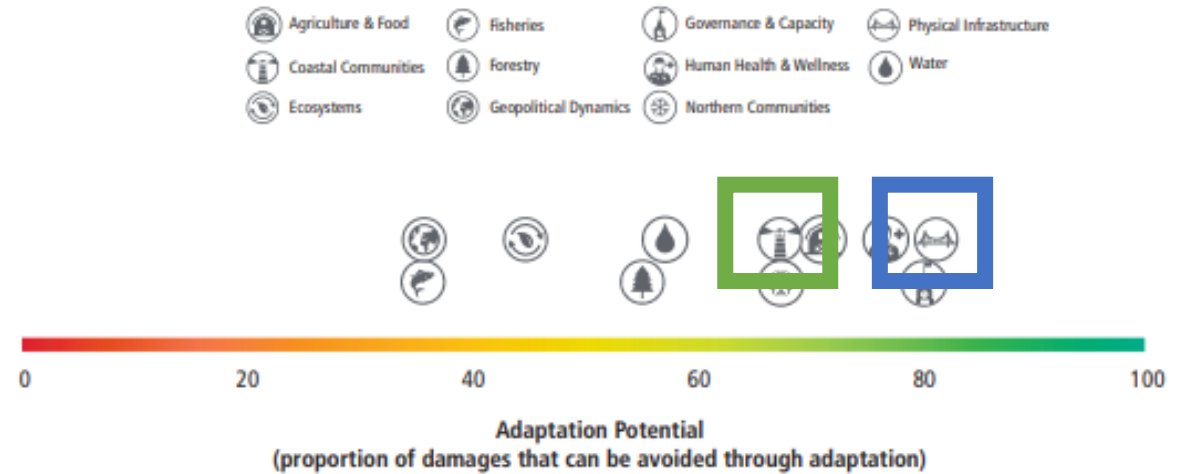 Agriculture & Food Fisheries Governance & Capacity Physical Infrastructure
Coastal Communities Forestry Human Health & Wellness Water
Ecosystems Geopolitical Dynamics Northern Communities
0 20 40 60 80 100
Adaptation Potential
(proportion of damages that can be avoided through adaptation)